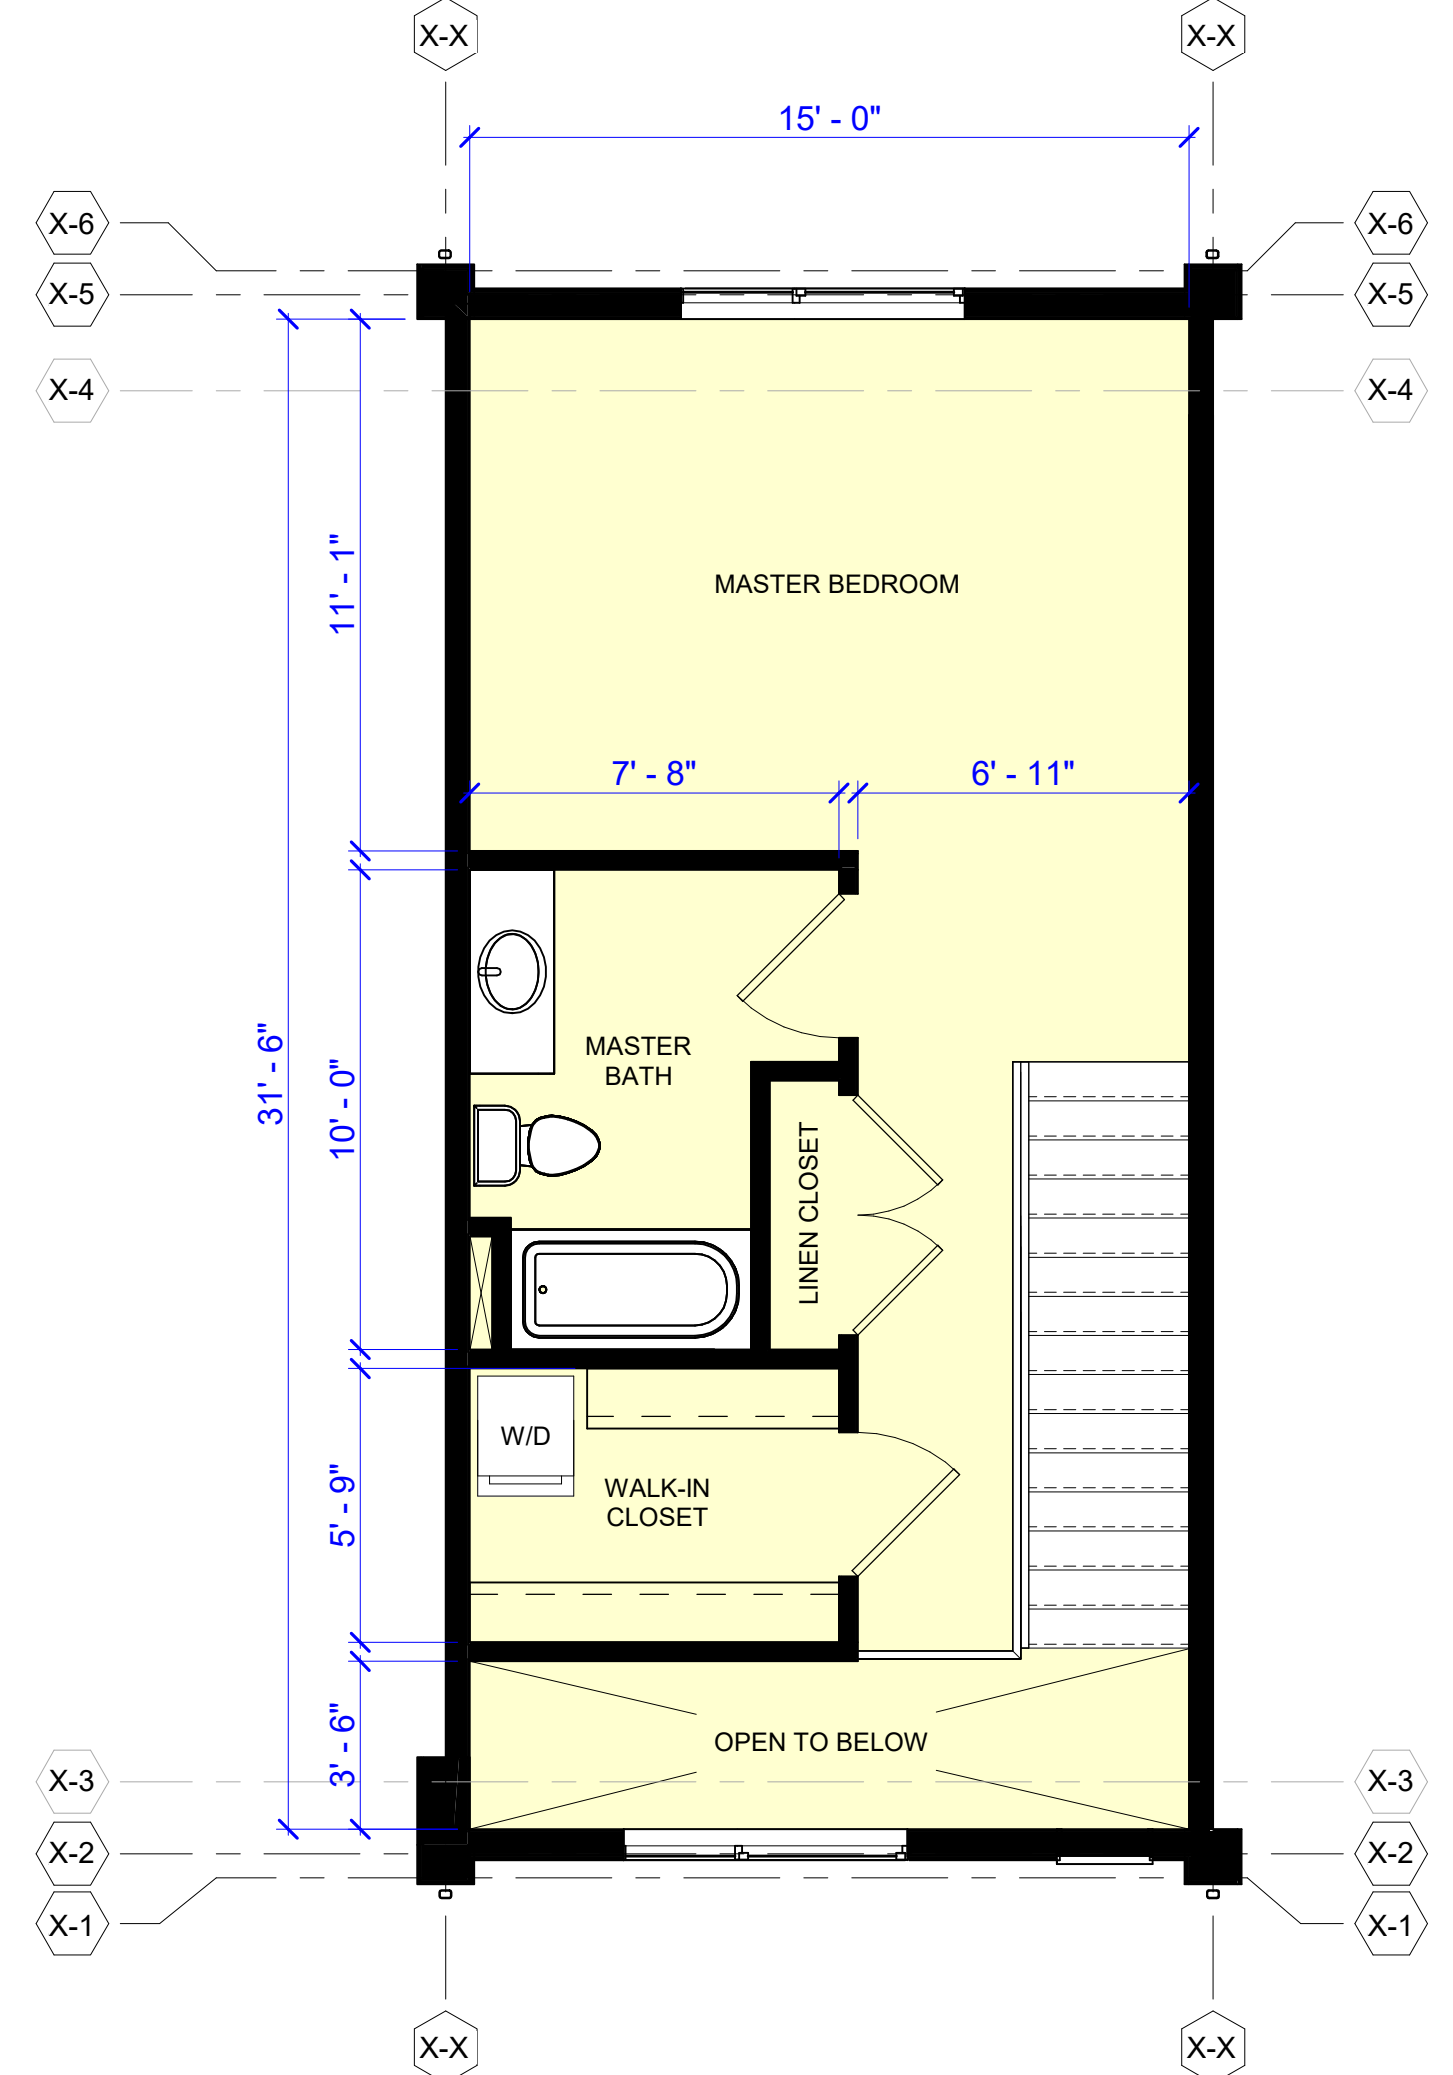 X-X
X-X
15' - 0"
X-6
X-6
X-5
X-5
X-4
X-4
11' - 1"
MASTER BEDROOM
7' - 8"
6' - 11"
31' - 6"
10' - 0"
MASTER
BATH
LINEN CLOSET
W/D
5' - 9"
WALK-IN
CLOSET
3' - 6"
OPEN TO BELOW
X-3
X-3
X-2
X-2
X-1
X-1
X-X
X-X